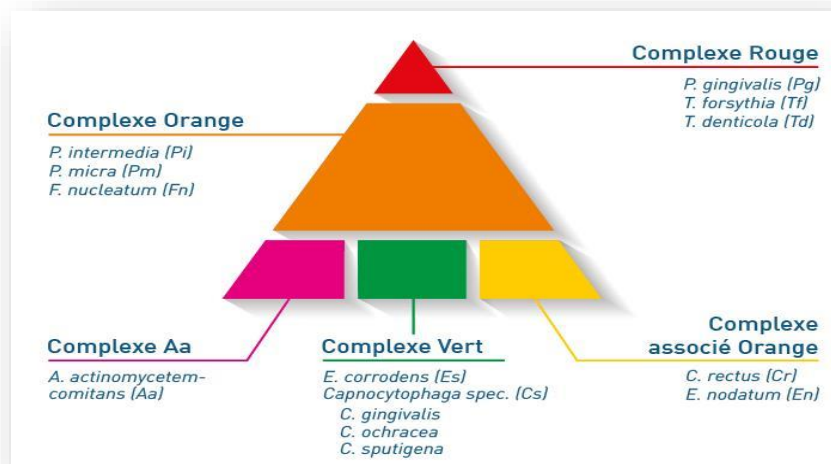 Complexe Rouge
P. gingivalis (Pg)
T. forsythia (Tf)
T. denticola (Td)
Complexe Orange
P. intermedia (Pi)
P. micra (Pm)
F. nucleatum (Fn)
Complexe Aa
A. actinomycetem-
comitans (Aa)
Complexe Vert
E. corrodens (Es)
Capnocytophaga spec. (Cs)
C. gingivalis
C. ochracea
C. sputigena
Complexe
associé Orange
C. rectus (Cr)
E. nodatum (En)